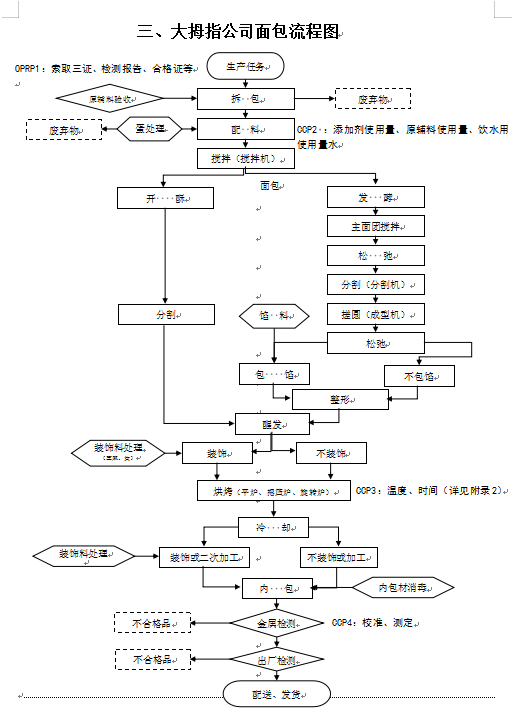 三、大拇指公司面包流程图
OPRP1：索取三证、检测报告、合格证等
生产任务
原辅料验收
拆··包
废弃物
废弃物
蛋处理
配··料
CCP2·：添加剂使用量、原辅料使用量、饮水用
使用量水
搅拌（搅拌机）
面包
开····酥
发···酵
主面团搅拌
松···弛
分割（分割机）
分割
馅··料
搓圆（成型机）
松弛
包····馅
不包馅
整形
醒发
装饰料处理。
装饰
不装饰
烘烤（平炉、摇篮炉、旋转炉）
CCP3：温度、时间（详见附录2）
冷···却
装饰料处理
装饰或二次加工
不装饰或加工
内···包
内包材消毒
不合格品
金属检测
CCP4：校准、测定
不合格品
出厂检测
配送、发货